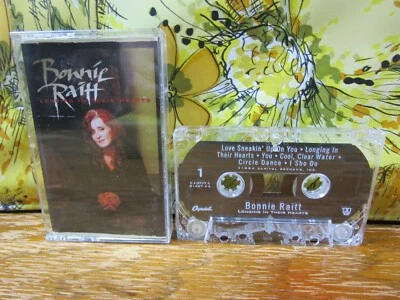 Bonnie
Raitt
LONGING IN THEIR HEARTS
Love Sneakin' Up On You • Longing In
Their Hearts • You • Cool, Clear Water •
Circle Dance • I Sho Do
1
Capitol
Bonnie Raitt
LONGING IN THEIR HEARTS